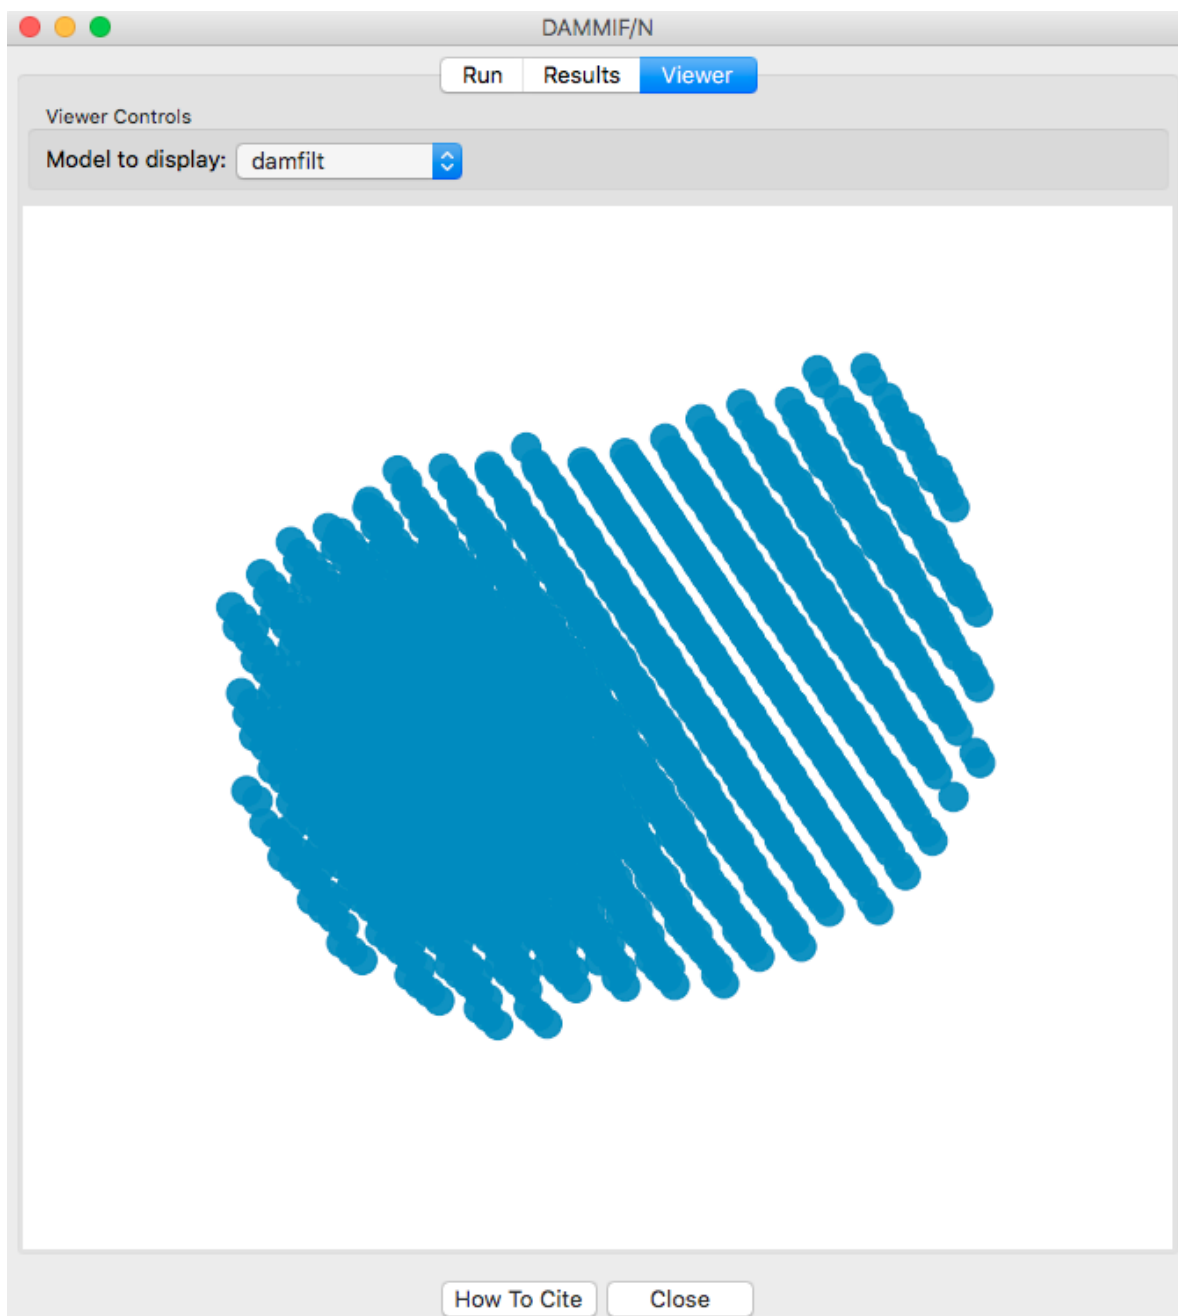 DAMMIF/N
Run Results Viewer
Viewer Controls
Model to display: damfilt
How To Cite Close